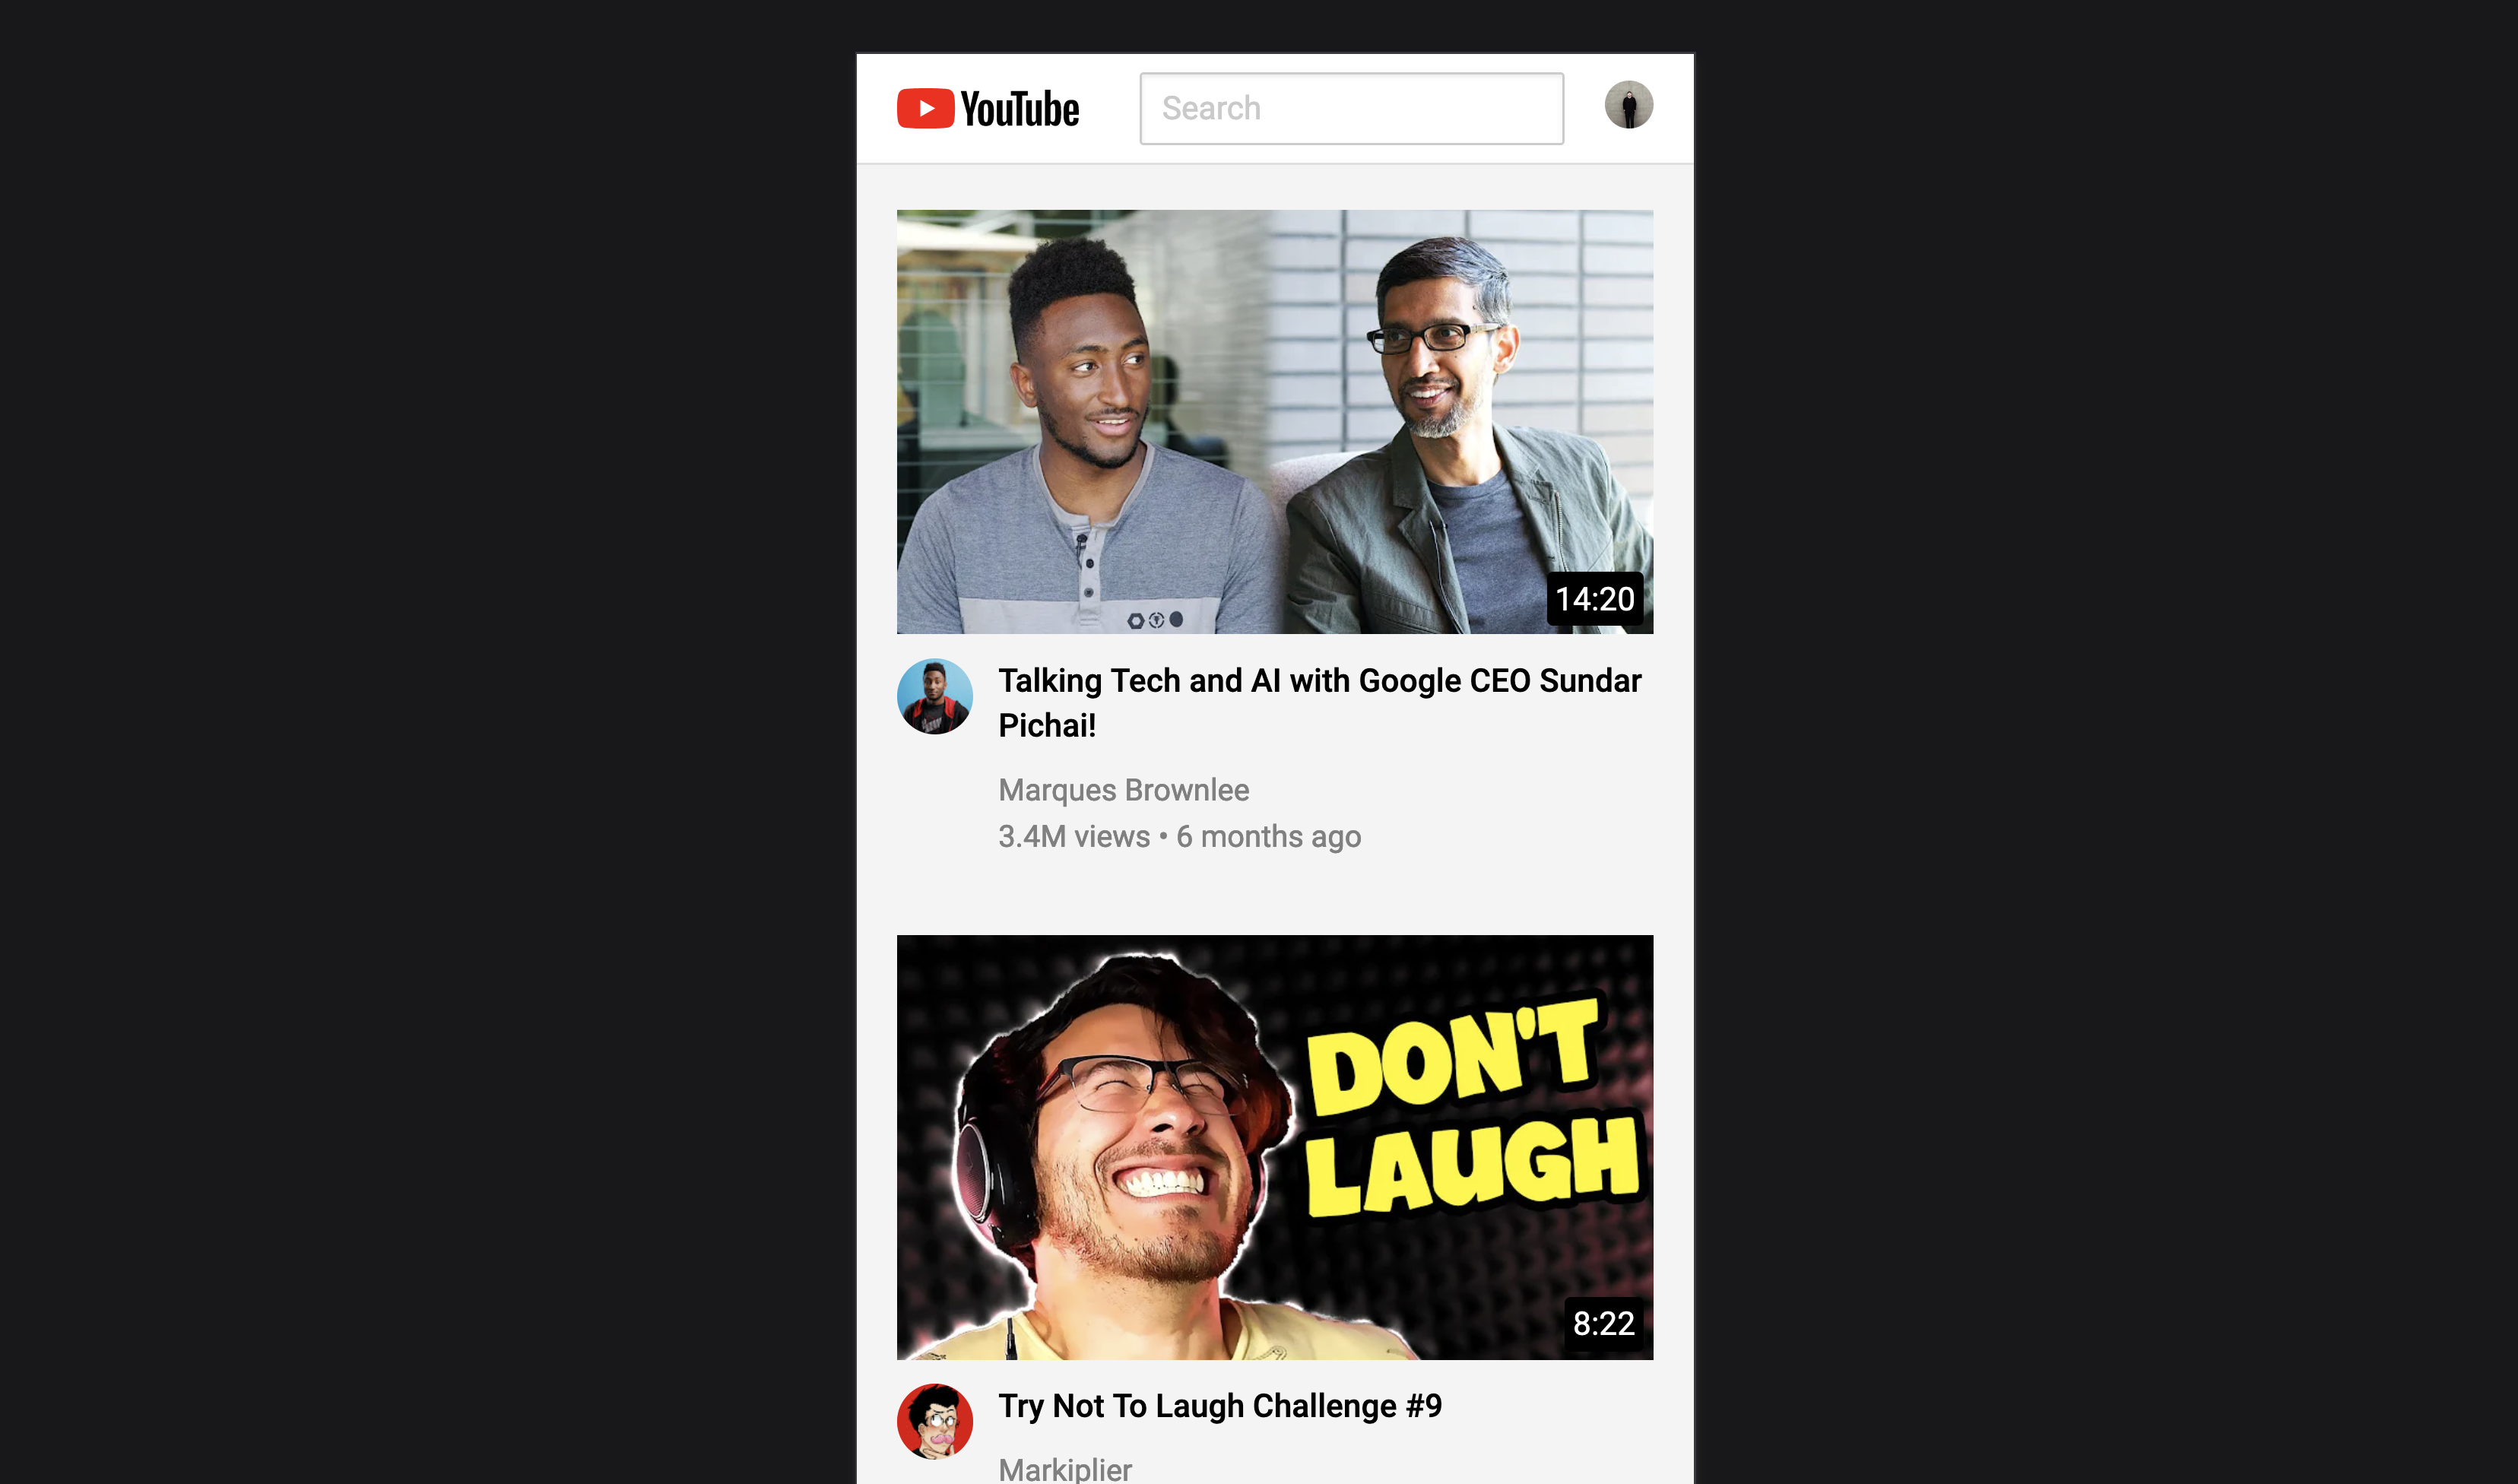 YouTube
Search
14:20
Talking Tech and AI with Google CEO Sundar
Pichai!
Marques Brownlee
3.4M views • 6 months ago
DON'T
LAUGH
8:22
Try Not To Laugh Challenge #9
Markiplier